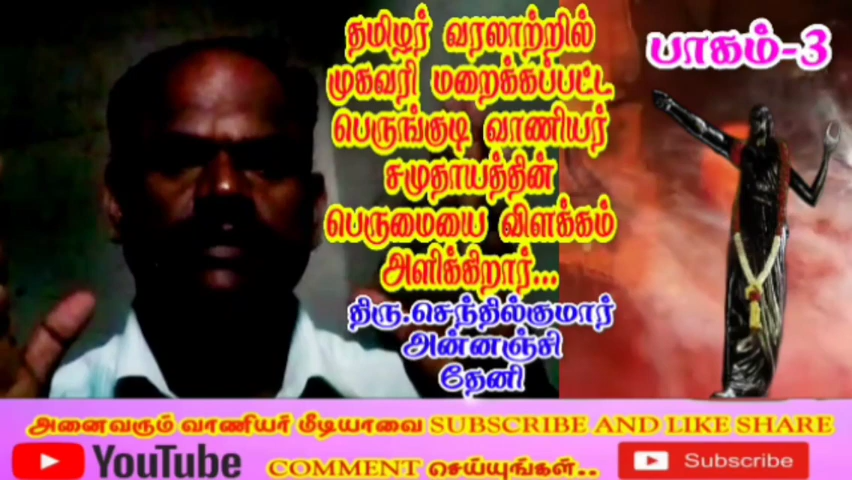 தமிழர் வரலாற்றில்
முகவரி மறைக்கப்பட்ட
பெருங்குடி வாணியர்
சமுதாயத்தின்
பெருமையை விளக்கம்
அளிக்கிறார்...
திரு.செந்தில்குமார்
அன்னஞ்சி
தேனி
பாகம்-3
அனைவரும் வாணியர் மீடியாவை SUBSCRIBE AND LIKE SHARE
YouTube COMMENT செய்யுங்கள்.. Subscribe